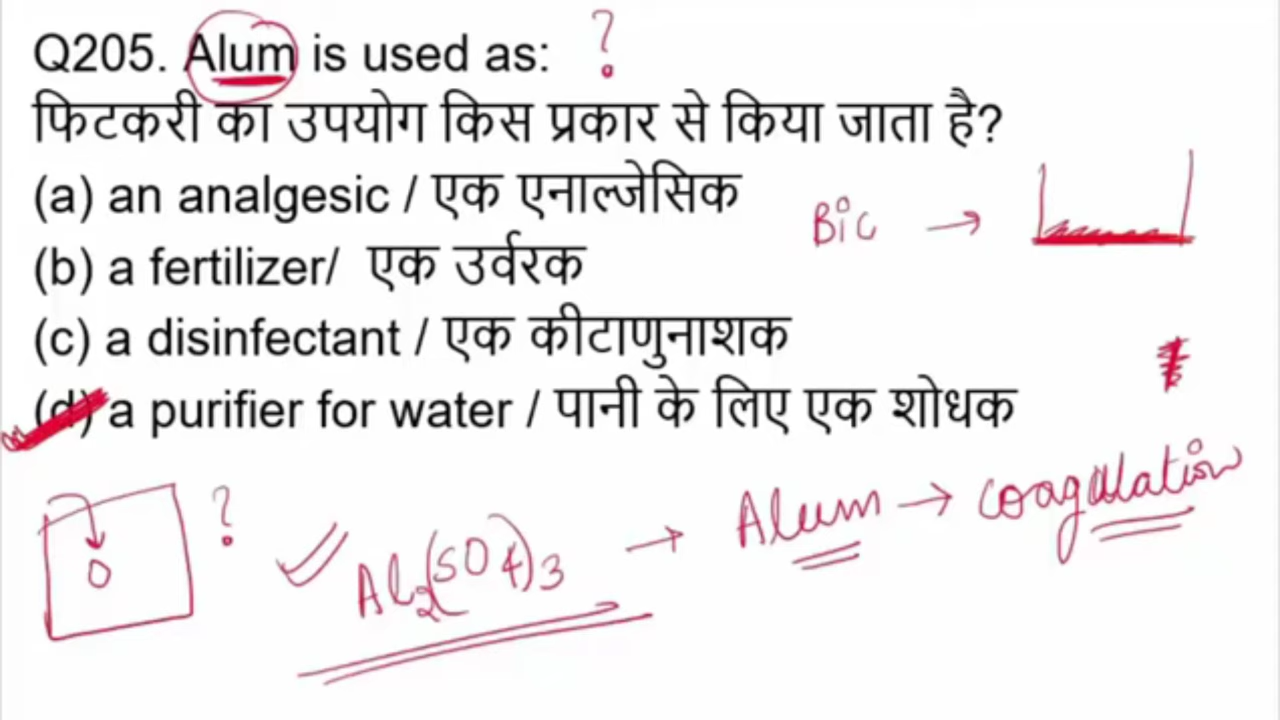 Q205. Alum is used as: ?
फिटकरी का उपयोग किस प्रकार से किया जाता है?
(a) an analgesic / एक एनाल्जेसिक
Bic →
(b) a fertilizer/ एक उर्वरक
(c) a disinfectant / एक कीटाणुनाशक
(d) a purifier for water / पानी के लिए एक शोधक
?
Al₂(SO4)3 → Alum → coagulation